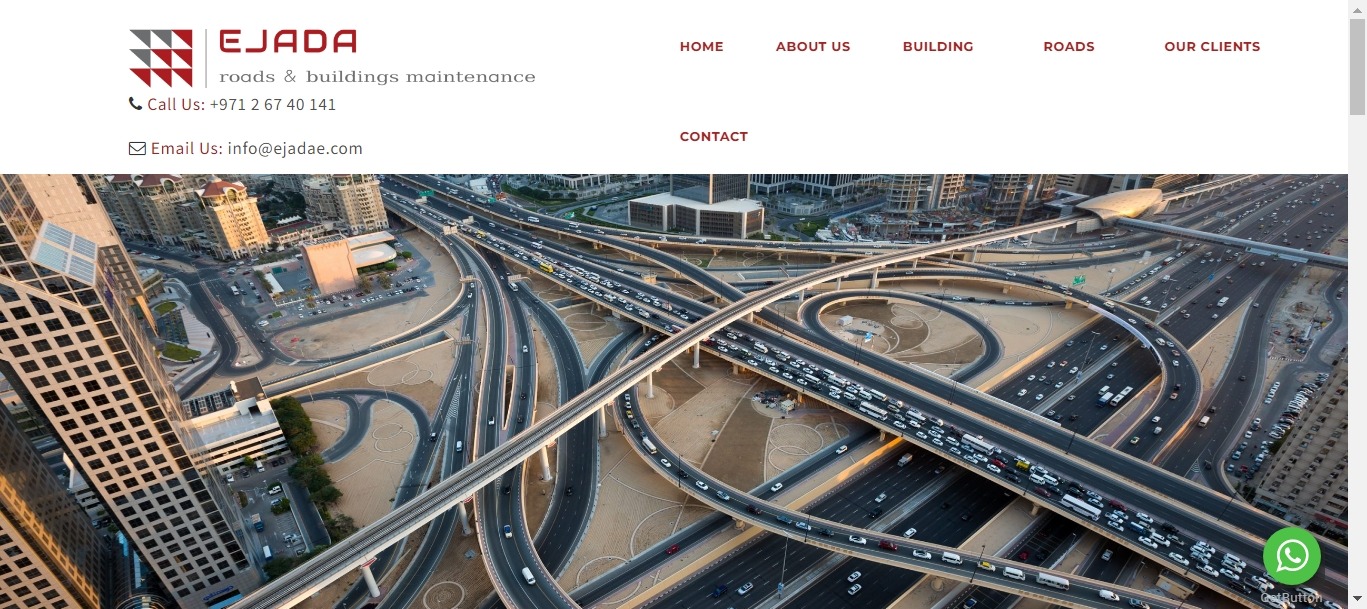 EJADA
roads & buildings maintenance
Call Us: +971 2 67 40 141
Email Us: info@ejadae.com
HOME ABOUT US BUILDING ROADS OUR CLIENTS
CONTACT
GetButton